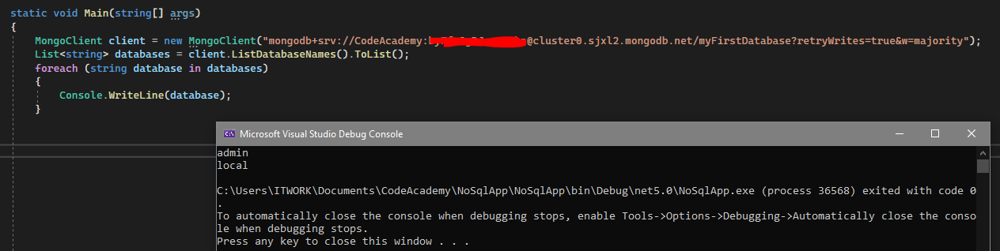 static void Main(string[] args)
{
MongoClient client = new MongoClient("mongodb+srv://CodeAcademy:@cluster0.sjxl2.mongodb.net/myFirstDatabase?retryWrites=true&w=majority");
List<string> databases = client.ListDatabaseNames().ToList();
foreach (string database in databases)
{
Console.WriteLine(database);
}
Microsoft Visual Studio Debug Console
admin
local
C:\Users\ITWORK\Documents\CodeAcademy\NoSqlApp\NoSqlApp\bin\Debug\net5.0\NoSqlApp.exe (process 36568) exited with code 0
.
To automatically close the console when debugging stops, enable Tools->Options->Debugging->Automatically close the conso
le when debugging stops.
Press any key to close this window . . .